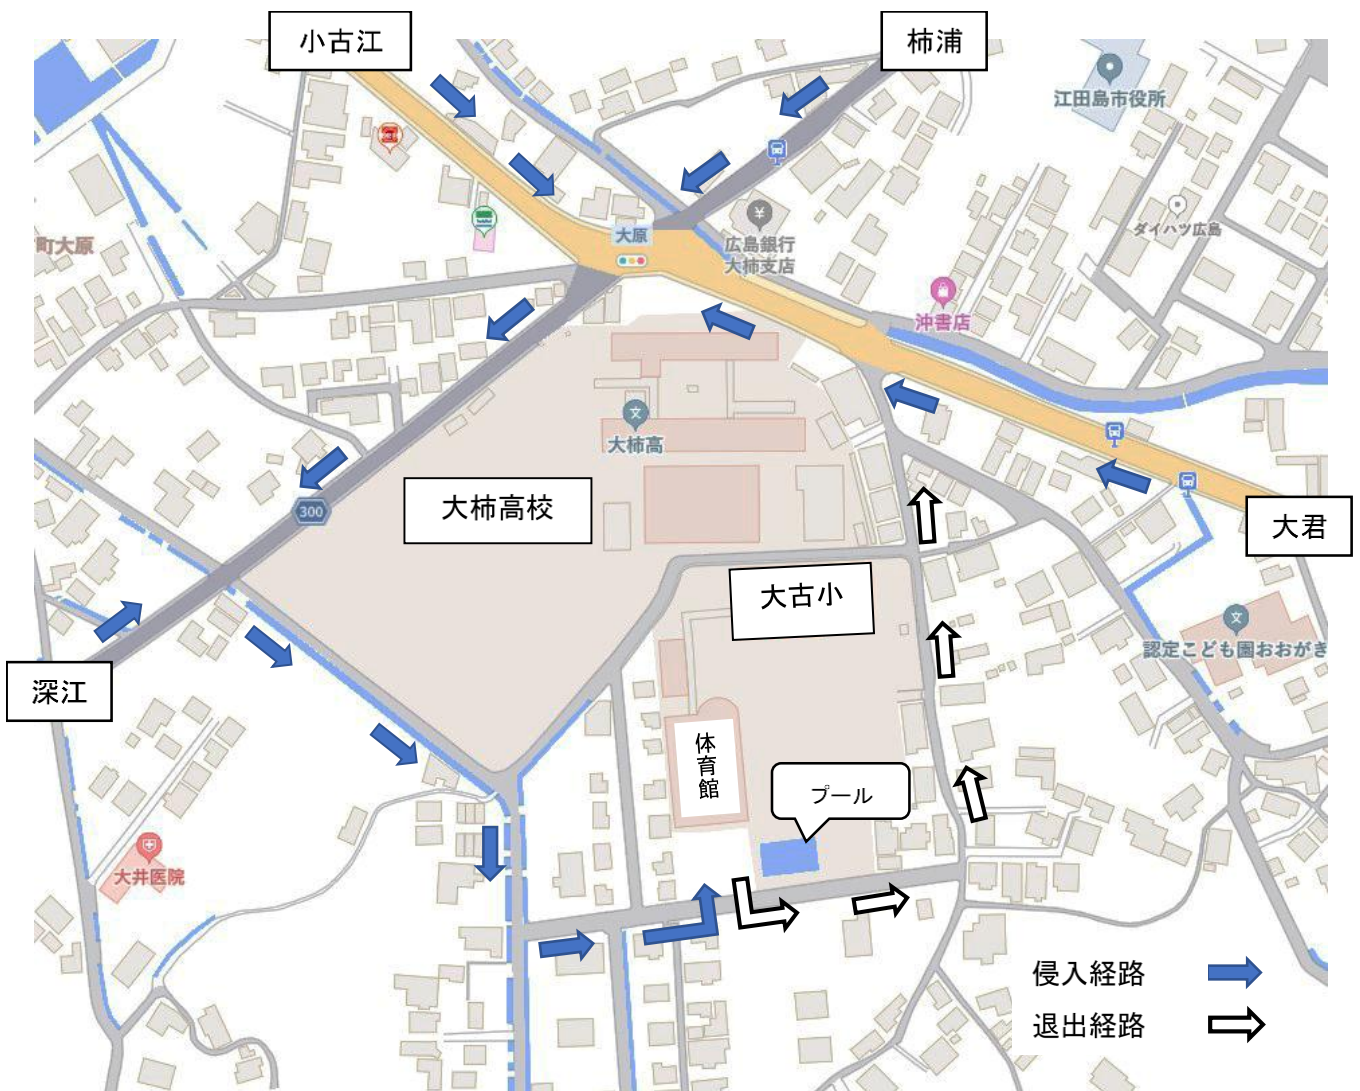 小古江
柿浦
江田島市役所
大原
広島銀行
大柿支店
ダイハツ広島
町大原
沖書店
大柿高
大柿高校
300
大君
大古小
認定こども園おおがき
深江
体育館
プール
大井医院
侵入経路
退出経路